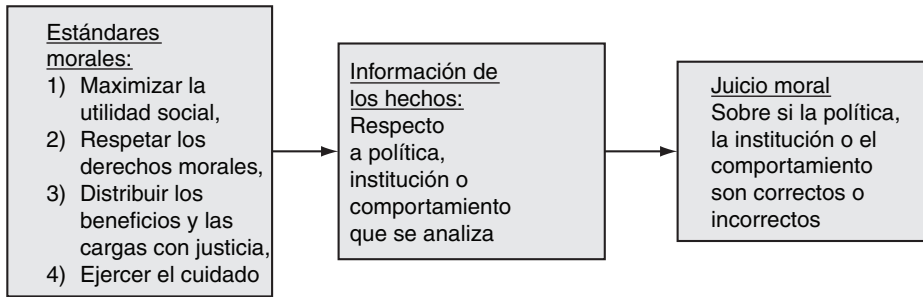 Estándares
morales:
1) Maximizar la
utilidad social,
2) Respetar los
derechos morales,
3) Distribuir los
beneficios y las
cargas con justicia,
4) Ejercer el cuidado
Información de
los hechos:
Respecto
a política,
institución o
comportamiento
que se analiza
Juicio moral
Sobre si la política,
la institución o el
comportamiento
son correctos o
incorrectos